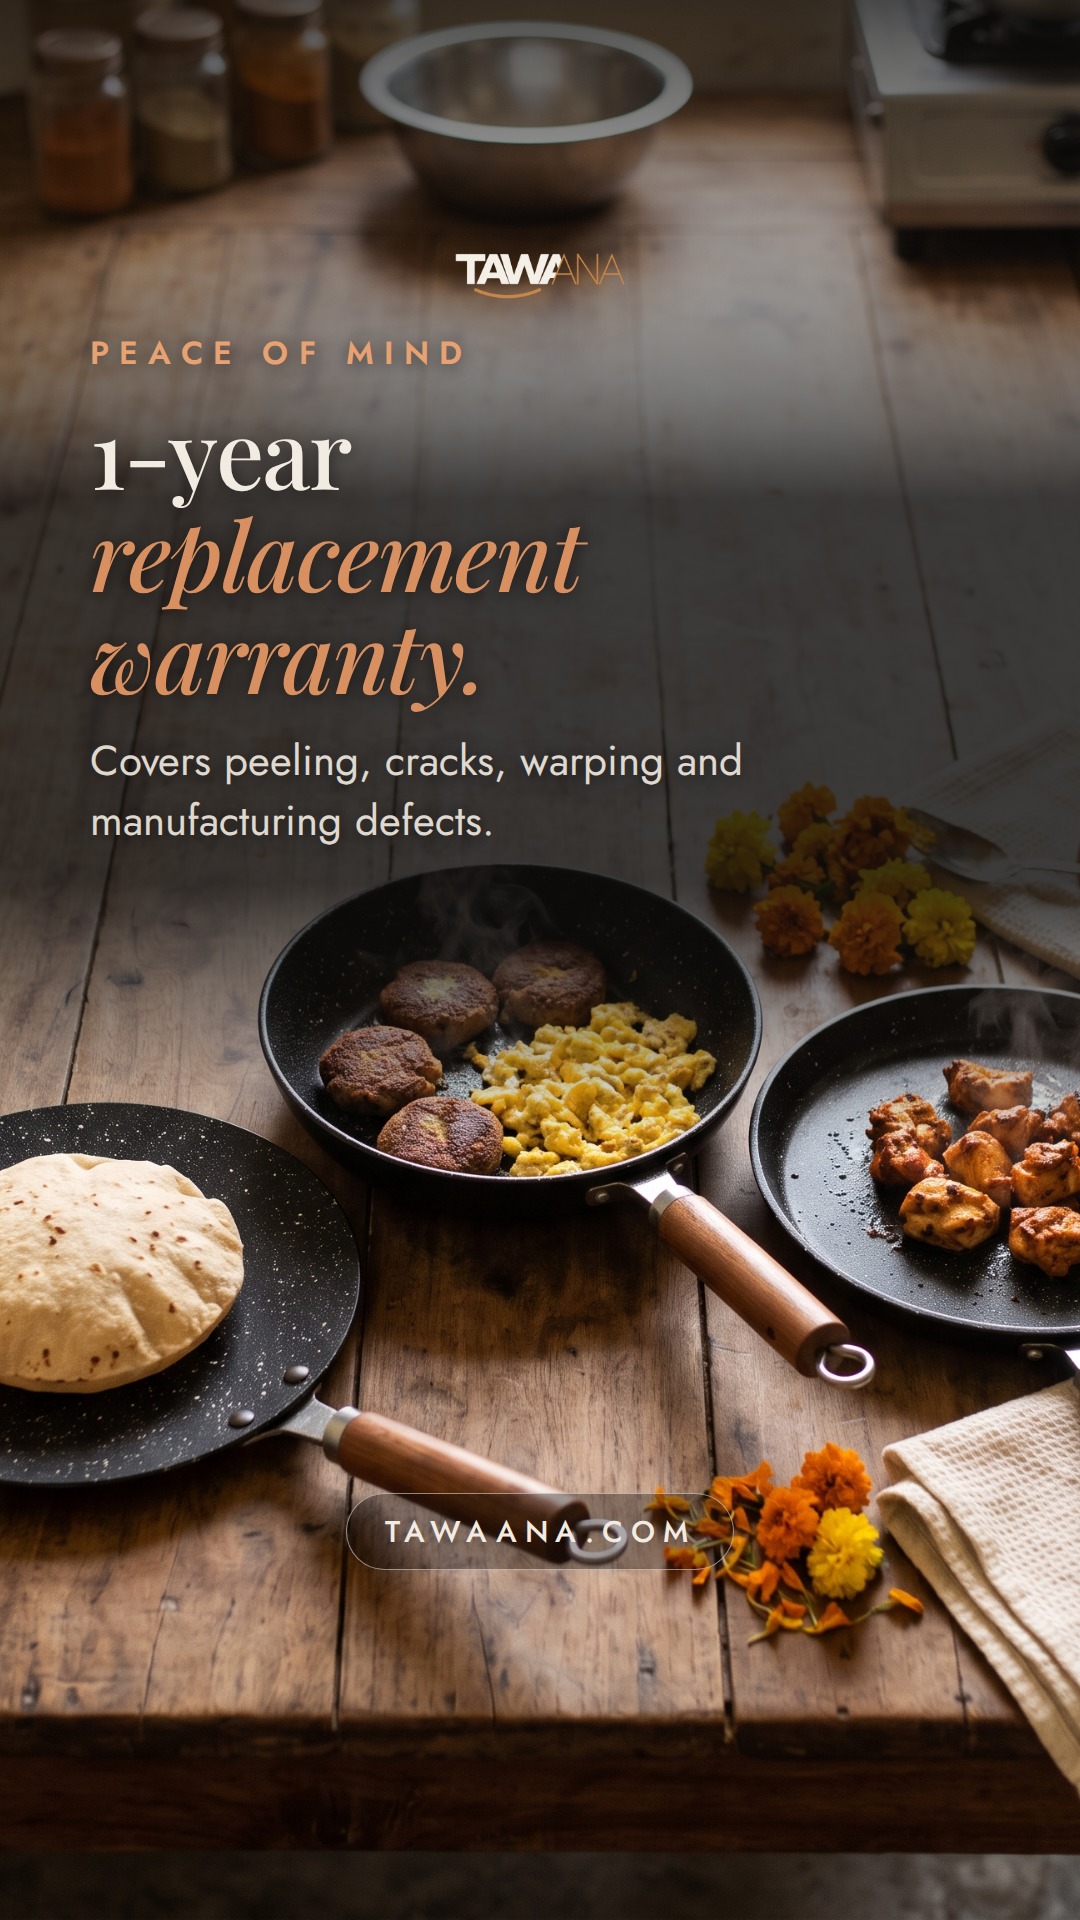 TAWAANA
PEACE OF MIND
1-year
replacement
warranty.
Covers peeling, cracks, warping and
manufacturing defects.
TAWAANA.COM